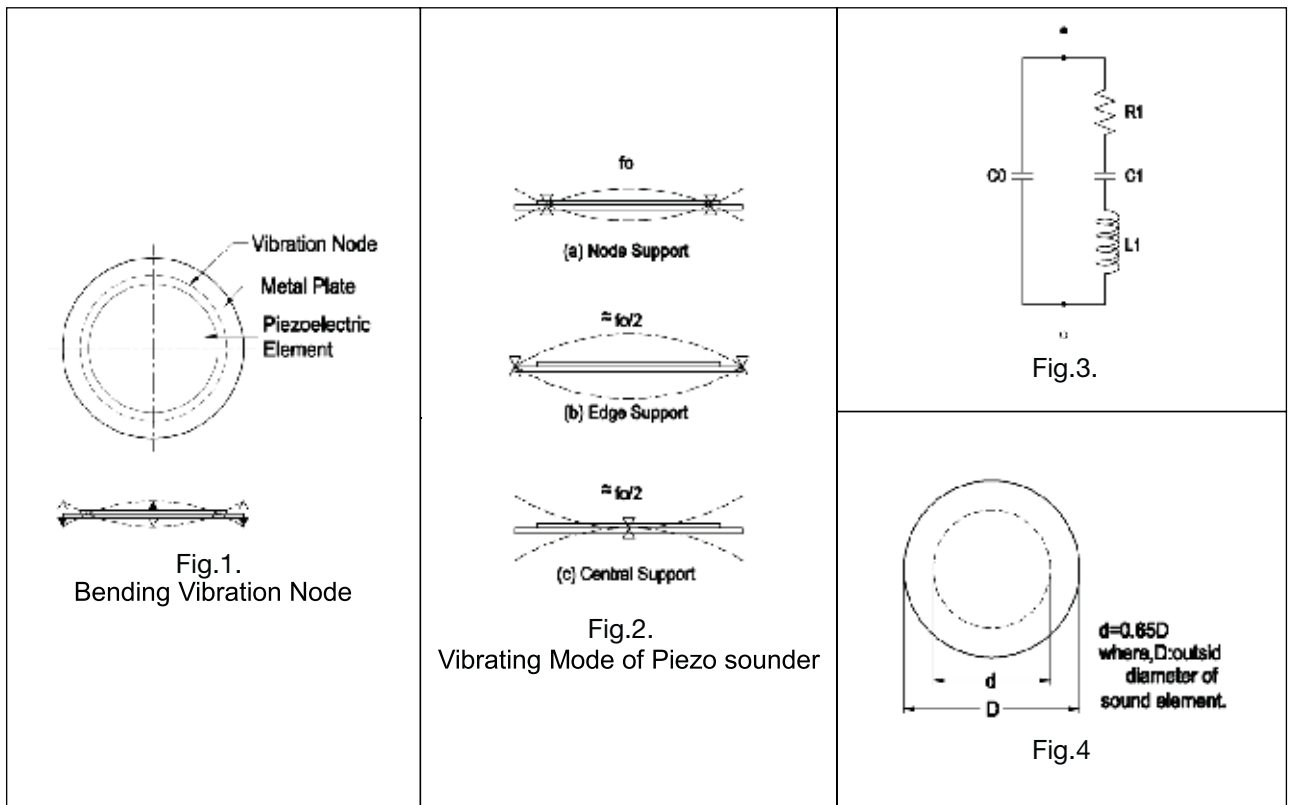 Vibration Node
Metal Plate
Piezoelectric
Element
Fig.1.
Bending Vibration Node
fo
(a) Node Support
≈ fo/2
(b) Edge Support
≈ fo/2
(c) Central Support
Fig.2.
Vibrating Mode of Piezo sounder
R1
C0
C1
L1
Fig.3.
d=0.65D
where,D:outsid
diameter of
sound element.
d
D
Fig.4